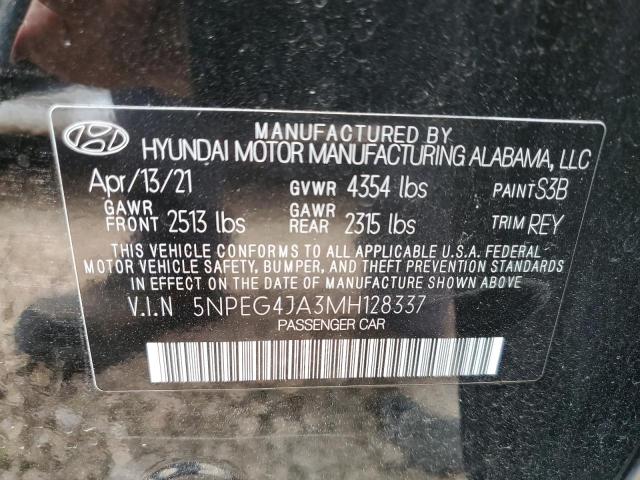 MANUFACTURED BY
HYUNDAI MOTOR MANUFACTURING ALABAMA, LLC
Apr/13/21 GVWR 4354 lbs PAINT S3B
GAWR FRONT 2513 lbs GAWR REAR 2315 lbs TRIM REY
THIS VEHICLE CONFORMS TO ALL APPLICABLE U.S.A. FEDERAL
MOTOR VEHICLE SAFETY, BUMPER, AND THEFT PREVENTION STANDARDS
IN EFFECT ON THE DATE OF MANUFACTURE SHOWN ABOVE
V.I.N 5NPEG4JA3MH128337
PASSENGER CAR